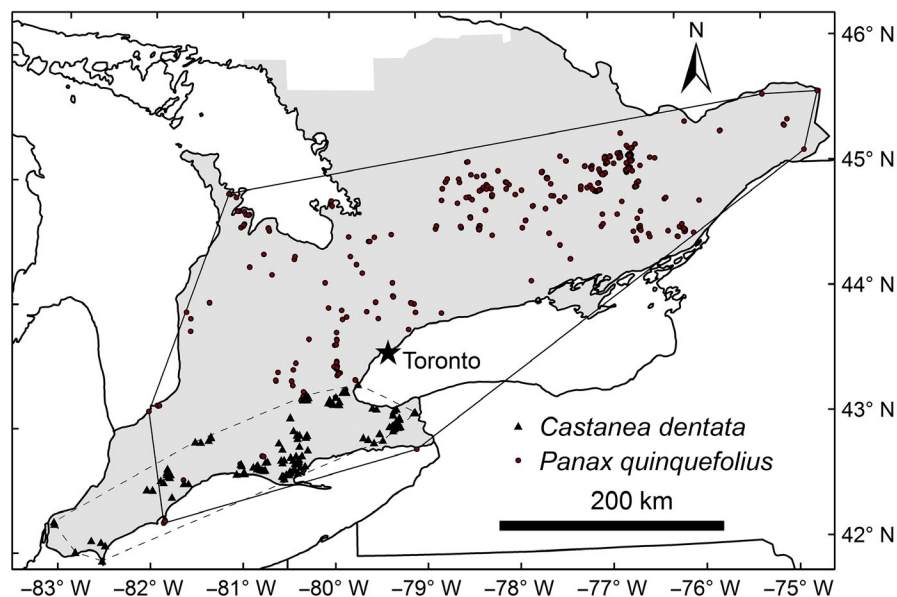 46° N
N
45° N
44° N
Toronto
43° N
Castanea dentata
Panax quinquefolius
200 km
42° N
−83° W −82° W −81° W −80° W −79° W −78° W −77° W −76° W −75° W